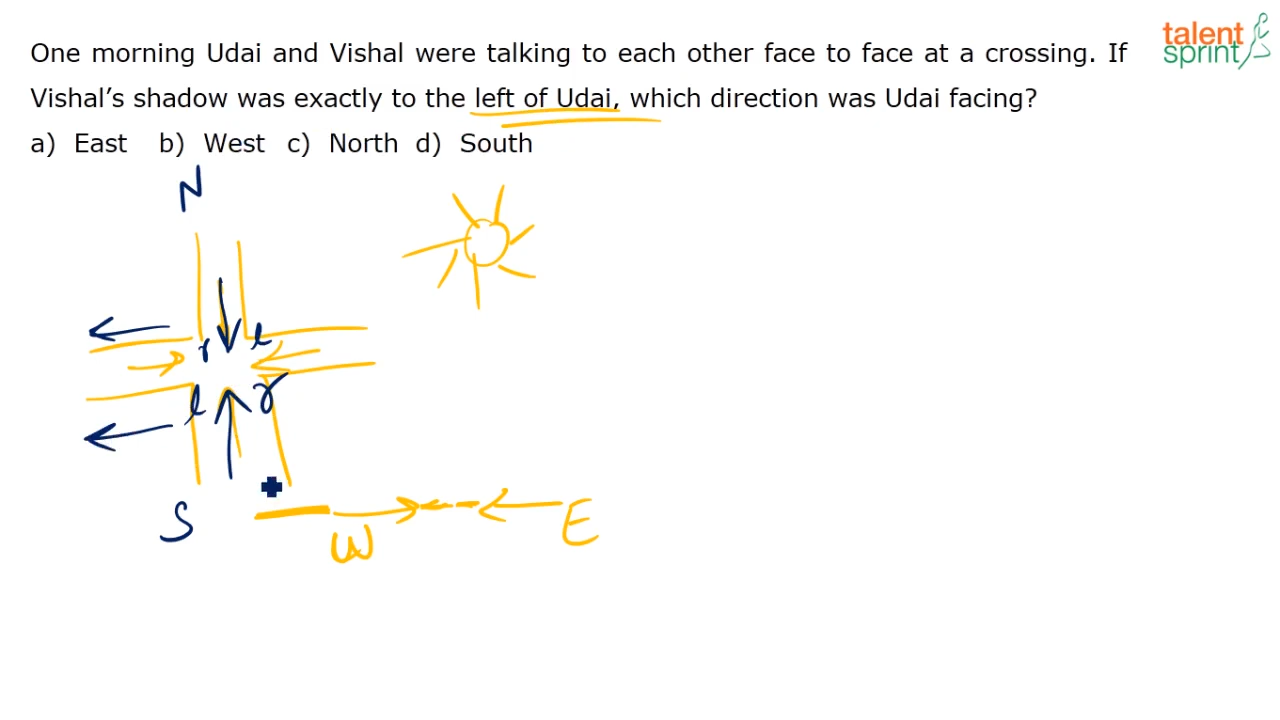 One morning Udai and Vishal were talking to each other face to face at a crossing. If
Vishal's shadow was exactly to the left of Udai, which direction was Udai facing?
a) East b) West c) North d) South
talent
sprint
N
r l
l r
S
W E